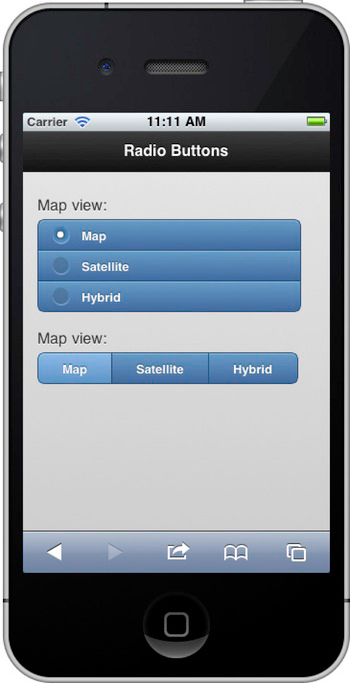 Carrier 11:11 AM
Radio Buttons
Map view:
Map
Satellite
Hybrid
Map view:
Map Satellite Hybrid